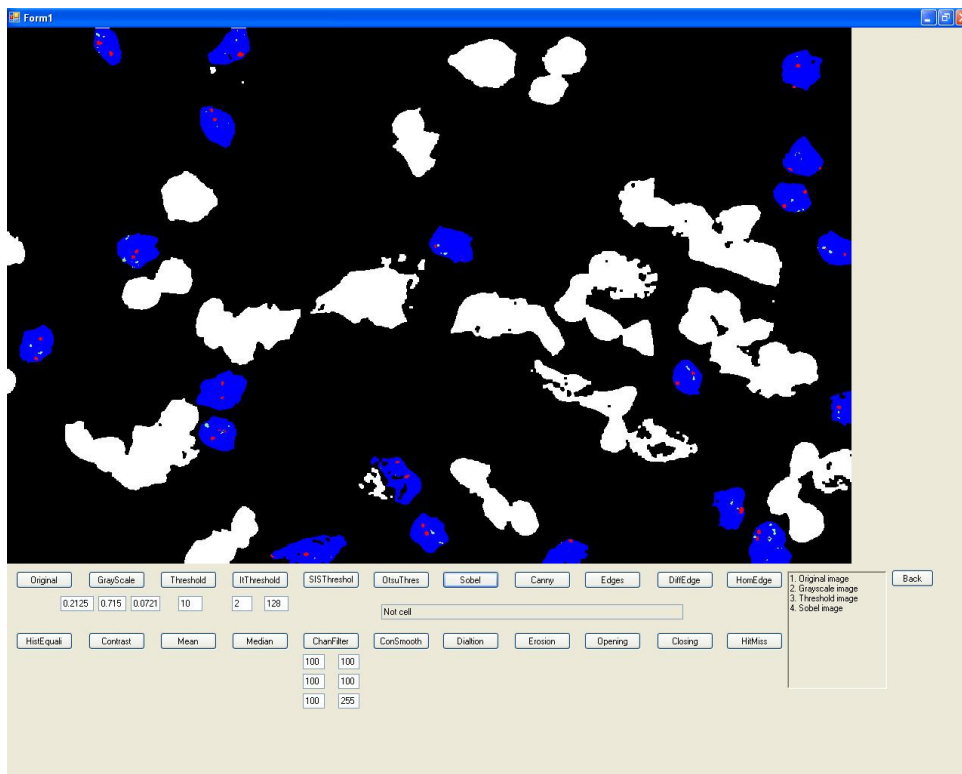 Form1
Original GrayScale Threshold ItThreshold SISThreshol OtsuThres Sobel Canny Edges DiffEdge HomEdge
1. Original image
2. Grayscale image
3. Threshold image
4. Sobel image
Back
0.2125 0.715 0.0721 10 2 128
Not cell
HistEquali Contrast Mean Median ChanFilter ConSmooth Dialtion Erosion Opening Closing HitMiss
100 100
100 100
100 255